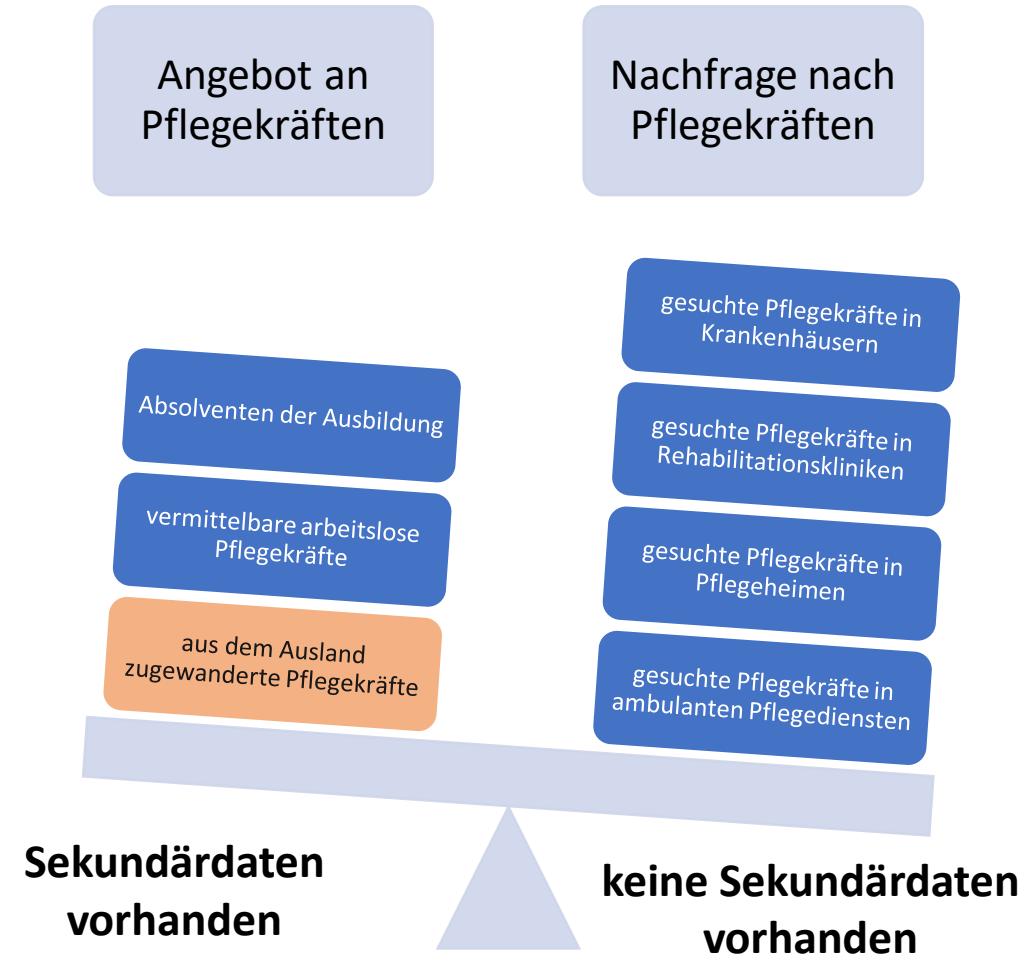 Angebot an
Pflegekräften
Nachfrage nach
Pflegekräften
Absolventen der Ausbildung
vermittelbare arbeitslose
Pflegekräfte
aus dem Ausland
zugewanderte Pflegekräfte
gesuchte Pflegekräfte in
Krankenhäusern
gesuchte Pflegekräfte in
Rehabilitationskliniken
gesuchte Pflegekräfte in
Pflegeheimen
gesuchte Pflegekräfte in
ambulanten Pflegediensten
Sekundärdaten
vorhanden
keine Sekundärdaten
vorhanden